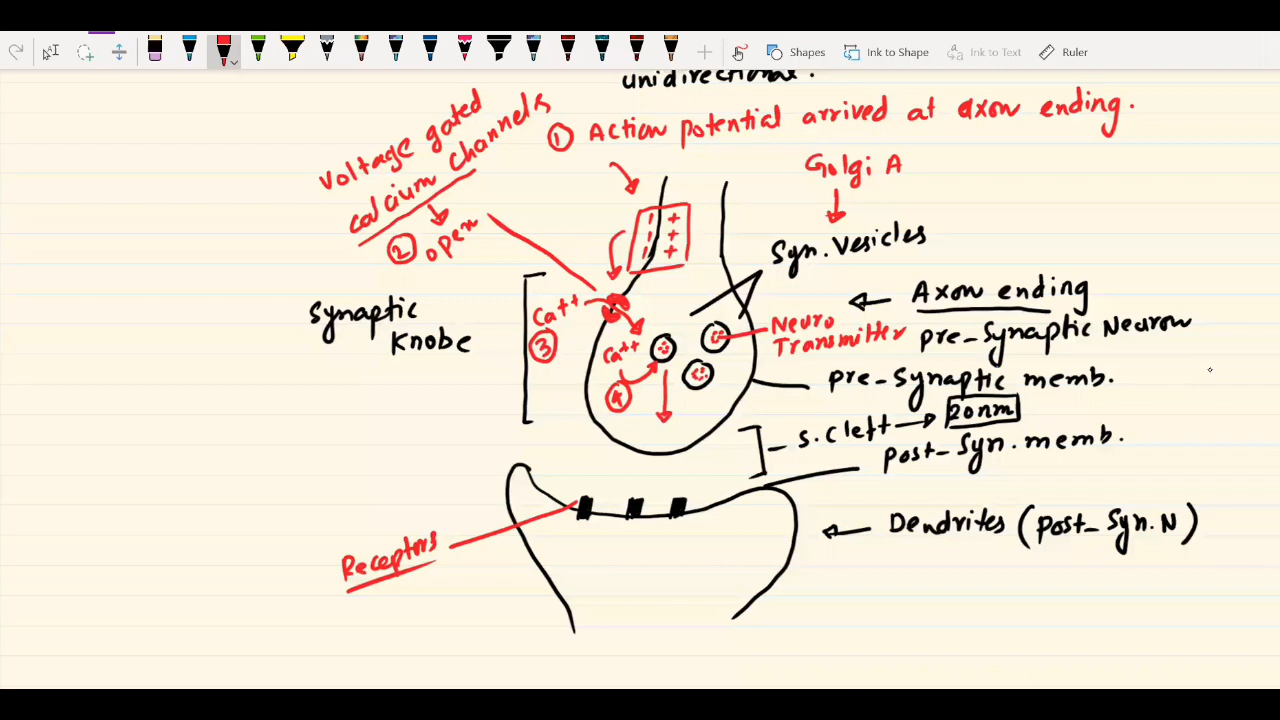 Shapes
Ink to Shape
Ink to Text
Ruler
unidirectional.
① Action potential arrived at axon ending.
Voltage gated
calcium channels
② open
Golgi A
Syn. Vesicles
Synaptic
Knobe
Ca++
③
Ca++
④
- - -
+ + +
Neuro
Transmitter
Axon ending
pre-Synaptic Neuron
pre-Synaptic memb.
S. Cleft → 20nm
post-Syn. memb.
Dendrites (post-Syn. N)
Receptors